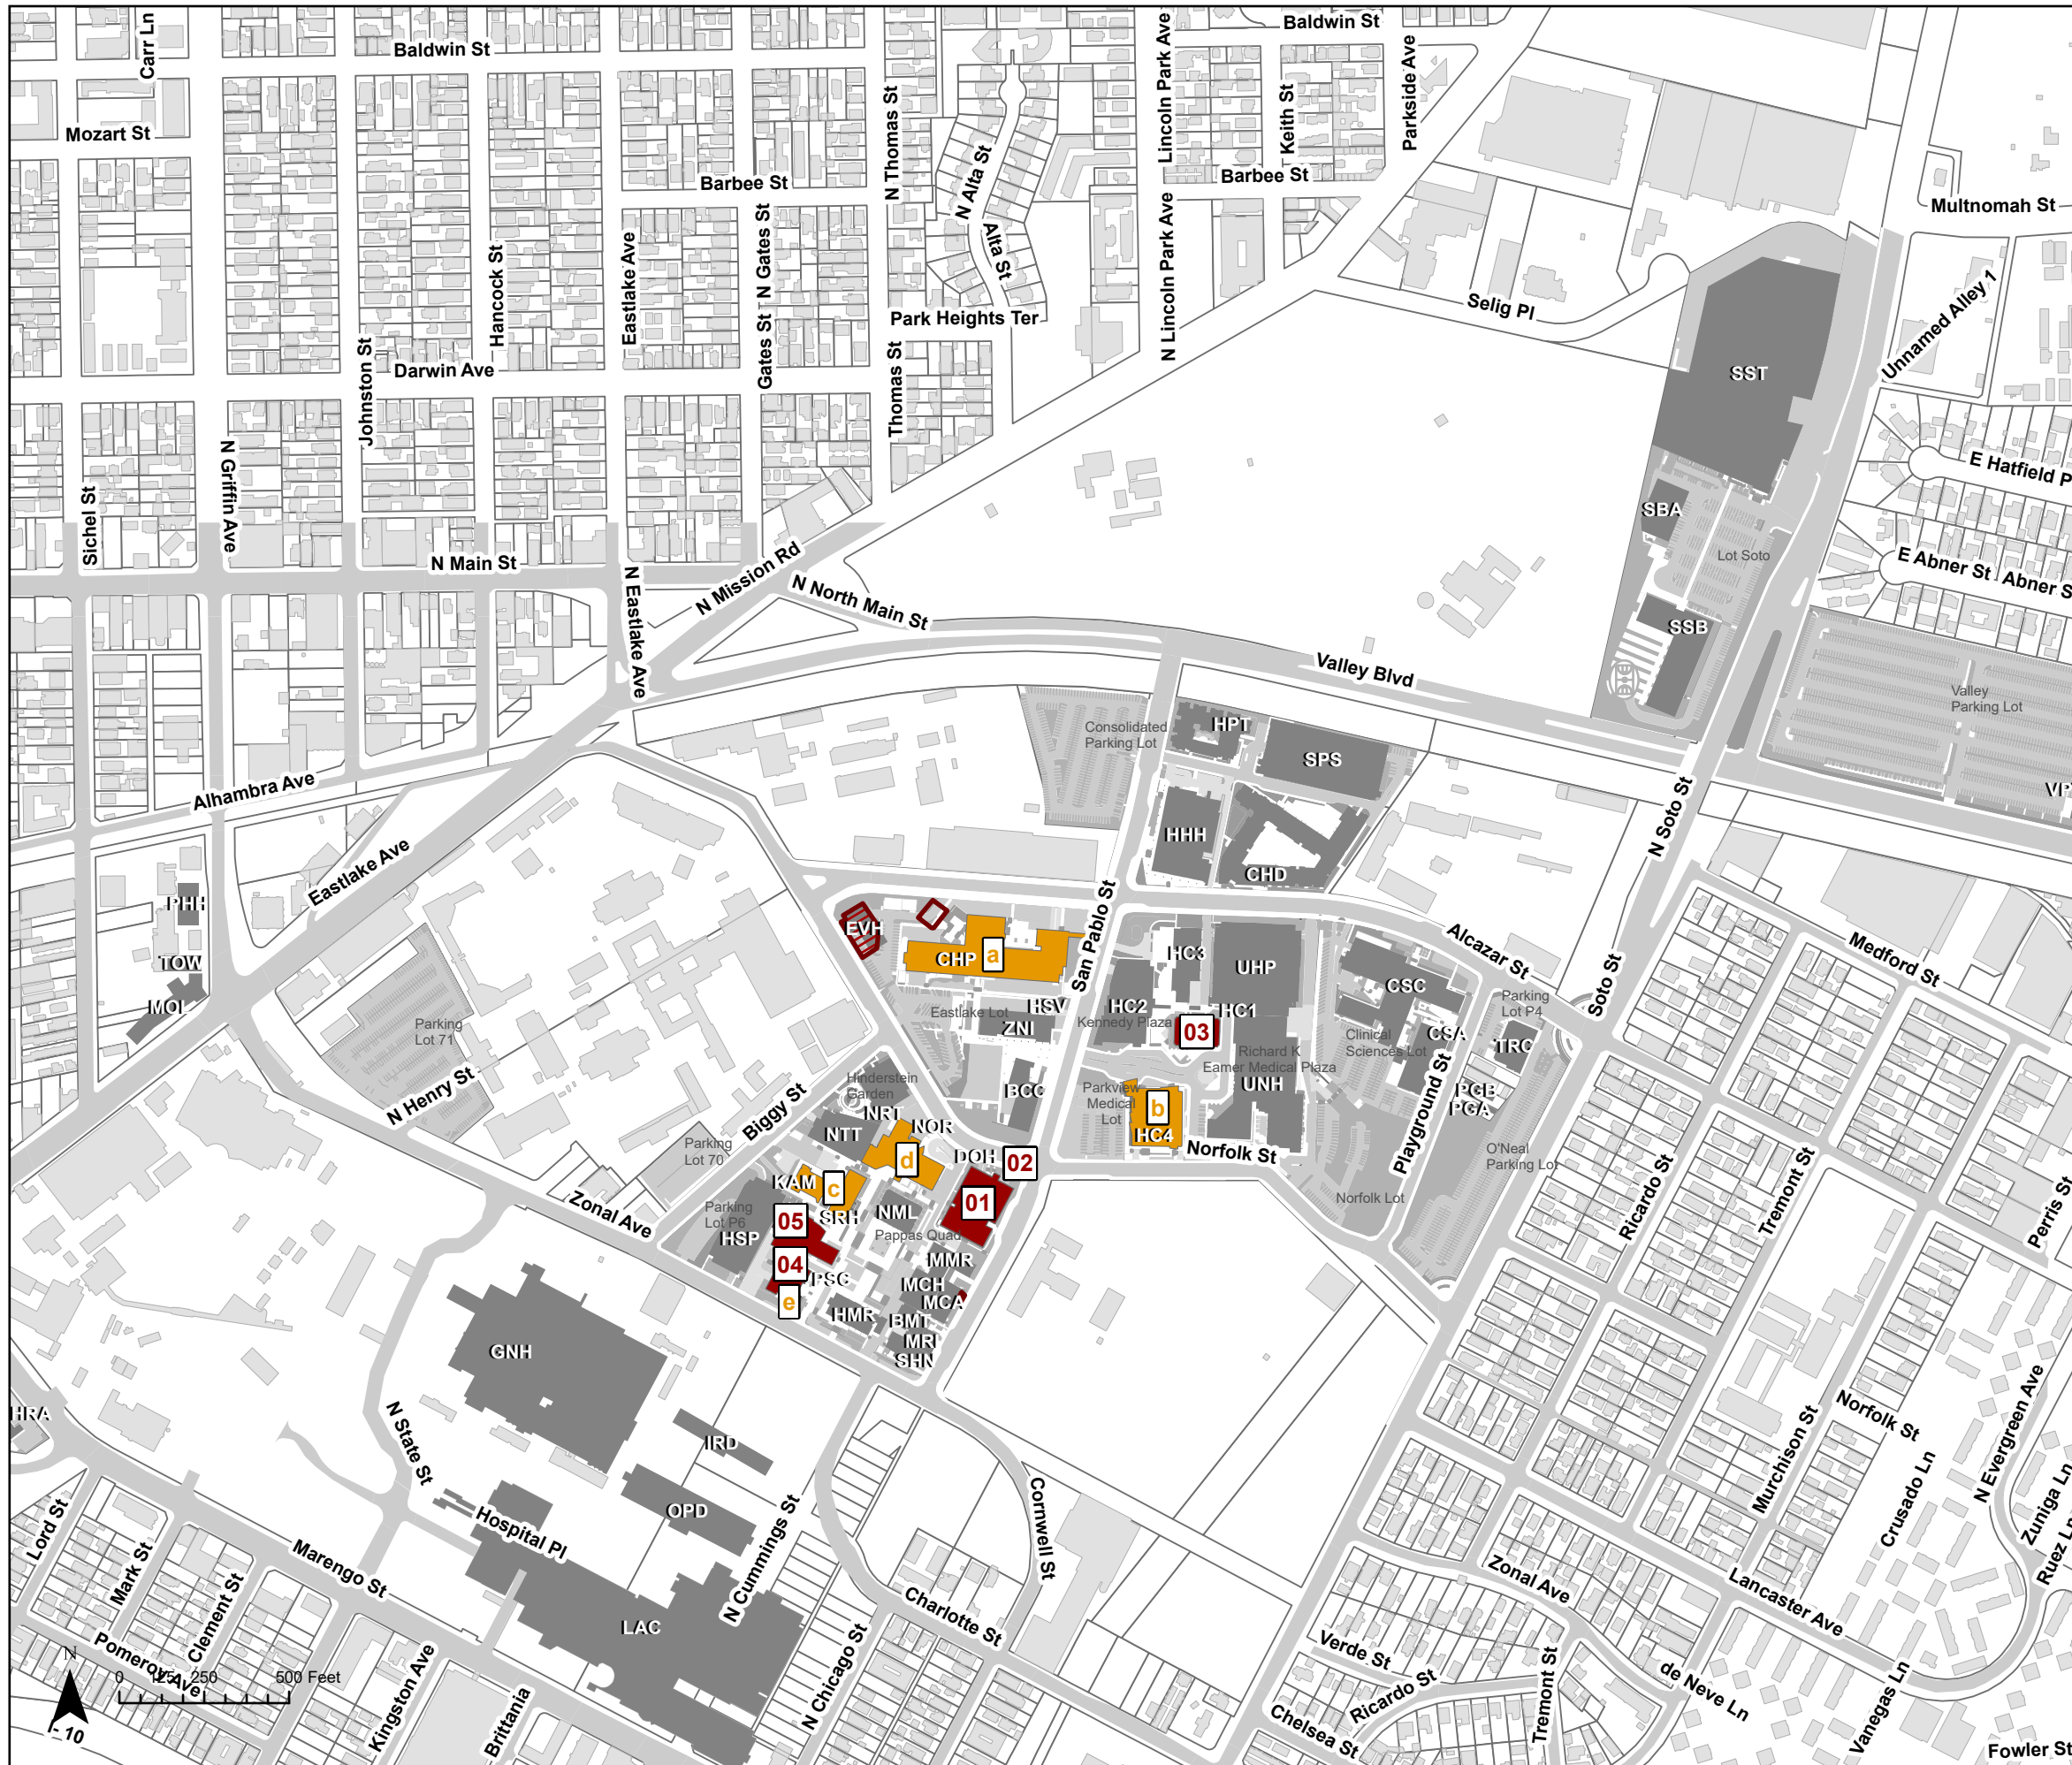 Carr Ln
Baldwin St
Lincoln Park Ave
Baldwin St
Parkside Ave
Mozart St
N Thomas St
Keith St
Barbee St
N Alta St
Barbee St
Multnomah St
Hancock St
Eastlake Ave
N Gates St
Alta St
N Lincoln Park Ave
Selig Pl
Unnamed Alley 1
Park Heights Ter
Johnston St
Darwin Ave
Gates St
Thomas St
SST
N Griffin Ave
Sichel St
E Hatfield P
SBA
Lot Soto
N Main St
N Mission Rd
E Abner St
Abner S
N Eastlake Ave
N North Main St
SSB
Valley Blvd
Valley
Parking Lot
Consolidated
Parking Lot
HPT
SPS
Alhambra Ave
N Soto St
VP
HHH
CHD
Eastlake Ave
PHH
EVH
CHP
a
San Pablo St
HC3
UHP
Alcazar St
Medford St
TOW
CSC
MOL
Eastlake Lot
HSV
ZNI
HC2
Kennedy Plaza
HC1
03
Soto St
Parking
Lot P4
Parking
Lot 71
Clinical
Sciences Lot
CSA
TRC
Richard K
Eamer Medical Plaza
N Henry St
Hinderstein
Garden
BCC
Parkview
Medical
Lot
b
HC4
UNH
Playground St
PGB
PGA
Biggy St
NRT
NTT
NOR
Parking
Lot 70
d
DOH
02
Norfolk St
O'Neal
Parking Lot
KAM
c
01
Norfolk Lot
Zonal Ave
Parking
Lot P6
05
SRH
NML
Pappas Quad
HSP
Ricardo St
Tremont St
Perris St
04
PSC
MMR
MCH
MCA
e
HMR
BMT
MRI
SHN
GNH
HRA
N State St
IRD
Norfolk St
N Evergreen Ave
Murchison St
Crusado Ln
OPD
Hospital Pl
N Cummings St
Cornwell St
Zuniga Ln
Ruez Ln
Lord St
Mark St
Marengo St
Clement St
LAC
Charlotte St
Zonal Ave
Lancaster Ave
Pomeroy Ave
N
0 125 250 500 Feet
Kingston Ave
N Chicago St
Verde St
Ricardo St
Tremont St
de Neve Ln
Vanegas Ln
I-10
Brittania
Chelsea St
Fowler St